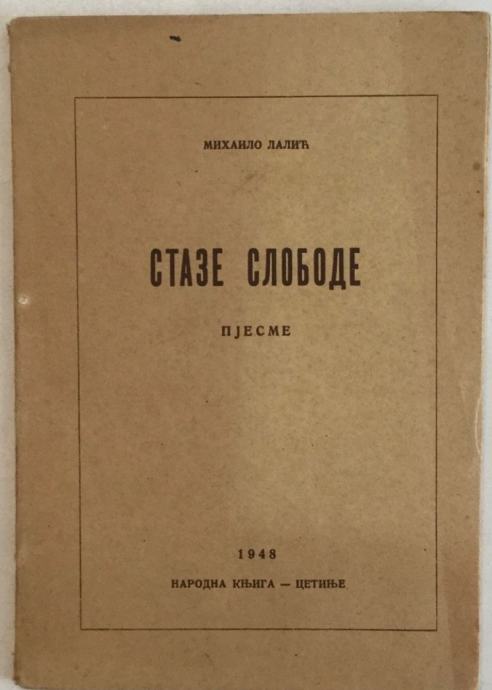 МИХАИЛО ЛАЛИЋ
СТАЗЕ СЛОБОДЕ
ПЈЕСМЕ
1948
НАРОДНА КЊИГА — ЦЕТИЊЕ